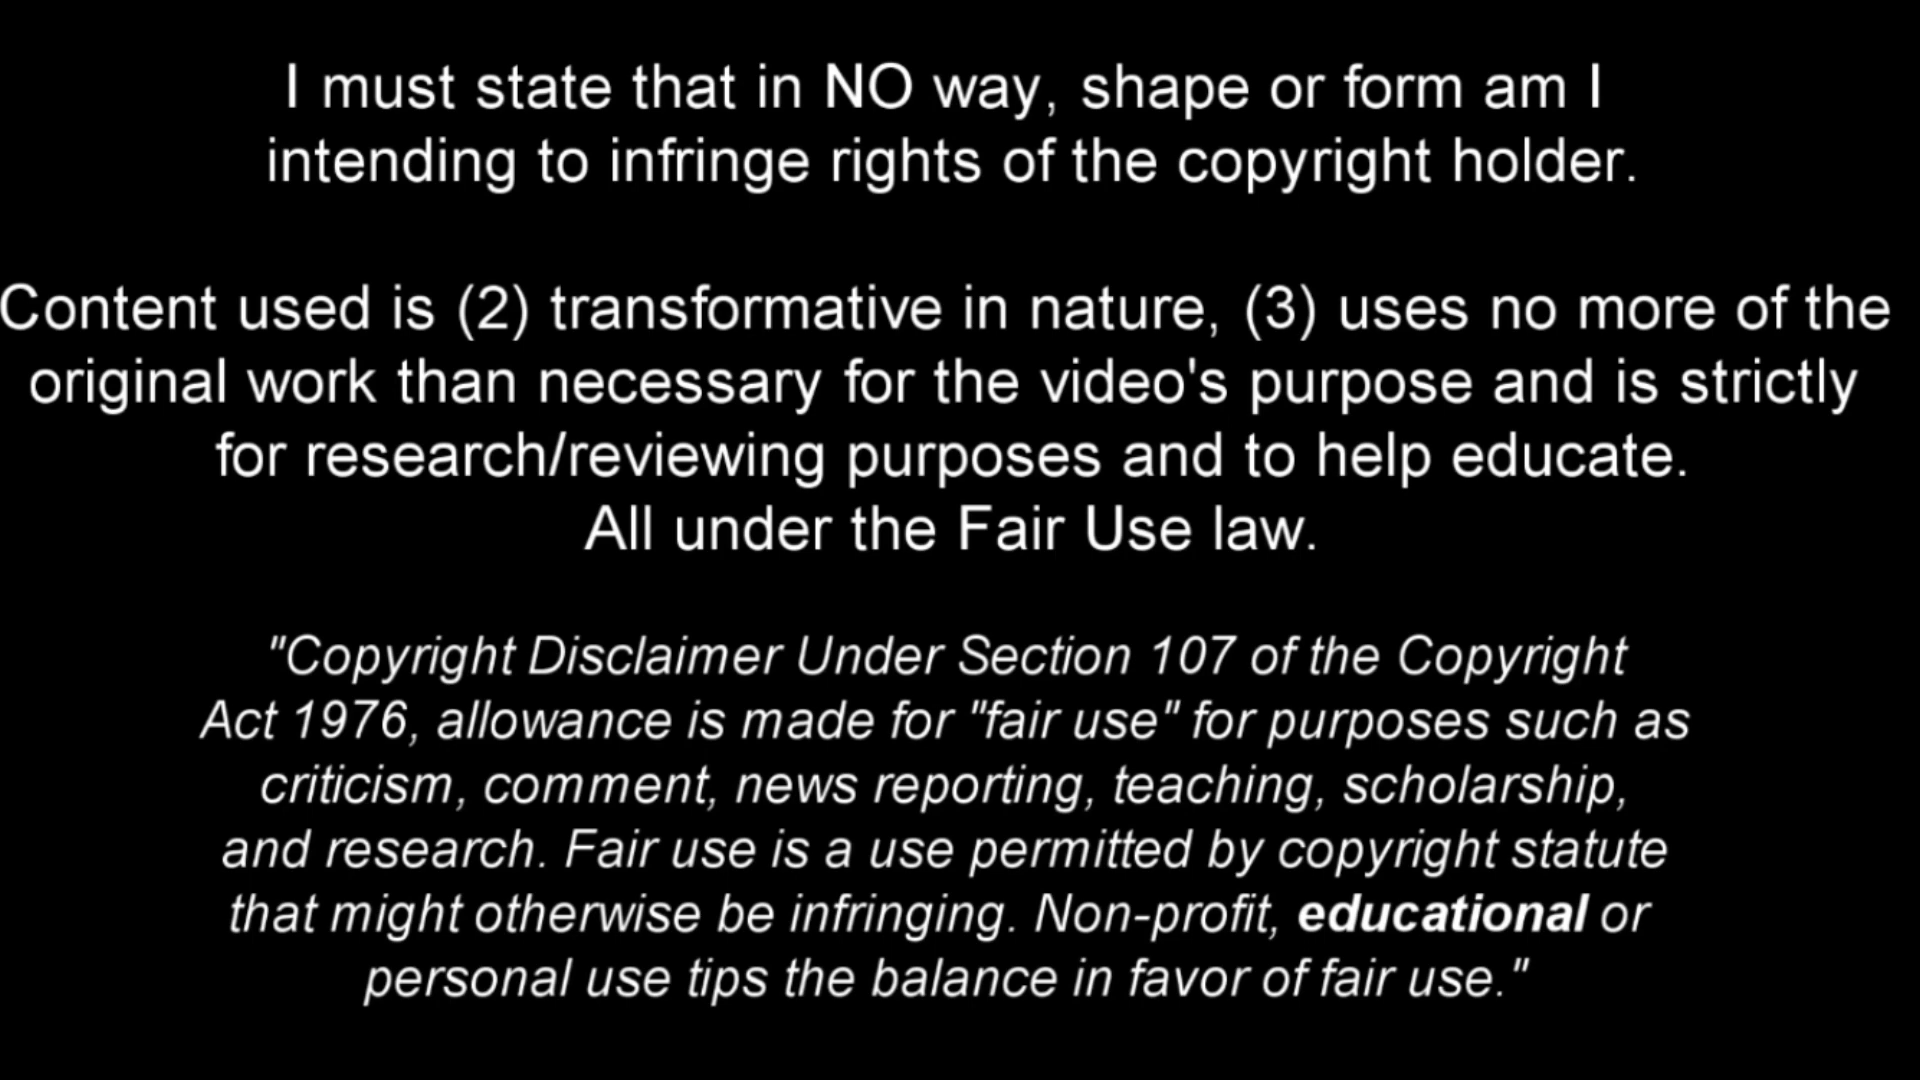 I must state that in NO way, shape or form am I
intending to infringe rights of the copyright holder.
Content used is (2) transformative in nature, (3) uses no more of the
original work than necessary for the video's purpose and is strictly
for research/reviewing purposes and to help educate.
All under the Fair Use law.
"Copyright Disclaimer Under Section 107 of the Copyright
Act 1976, allowance is made for "fair use" for purposes such as
criticism, comment, news reporting, teaching, scholarship,
and research. Fair use is a use permitted by copyright statute
that might otherwise be infringing. Non-profit, educational or
personal use tips the balance in favor of fair use."